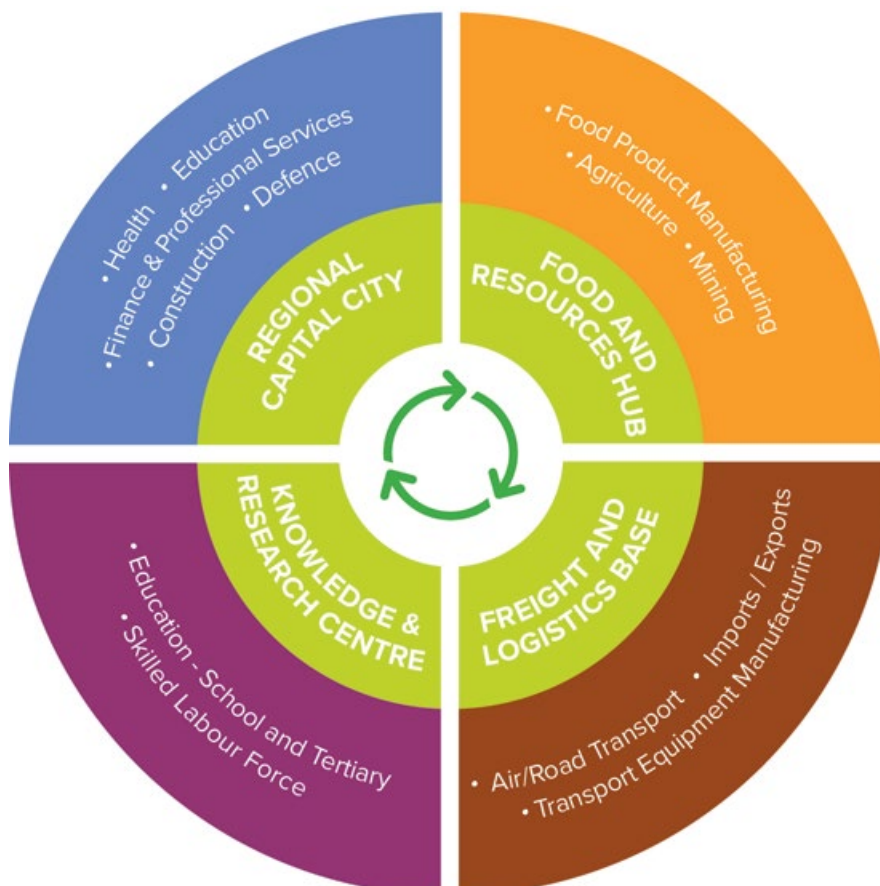 • Health • Education
• Finance & Professional Services
• Construction • Defence
REGIONAL
CAPITAL CITY
• Food Product Manufacturing
• Agriculture • Mining
FOOD AND
RESOURCES HUB
KNOWLEDGE &
RESEARCH CENTRE
• Education - School and Tertiary
• Skilled Labour Force
FREIGHT AND
LOGISTICS BASE
• Air/Road Transport • Imports / Exports
• Transport Equipment Manufacturing